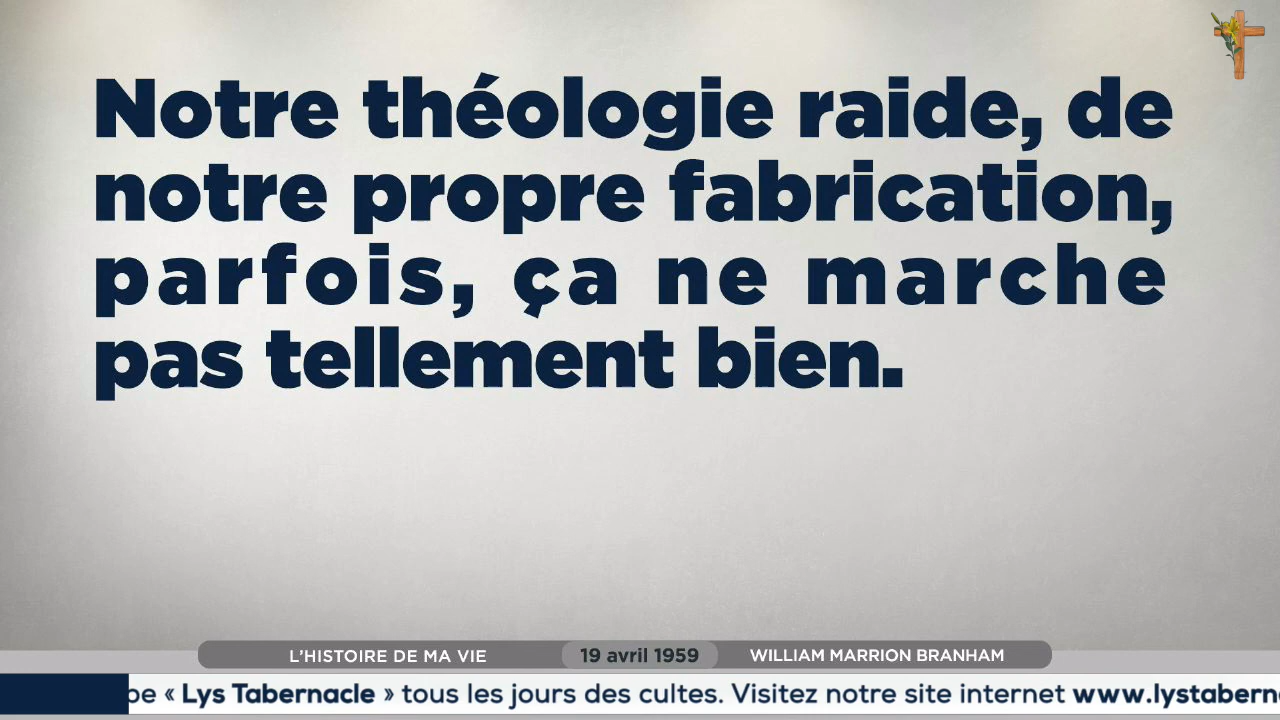 Notre théologie raide, de
notre propre fabrication,
parfois, ça ne marche
pas tellement bien.
L'HISTOIRE DE MA VIE 19 avril 1959 WILLIAM MARRION BRANHAM
« Lys Tabernacle » tous les jours des cultes. Visitez notre site internet